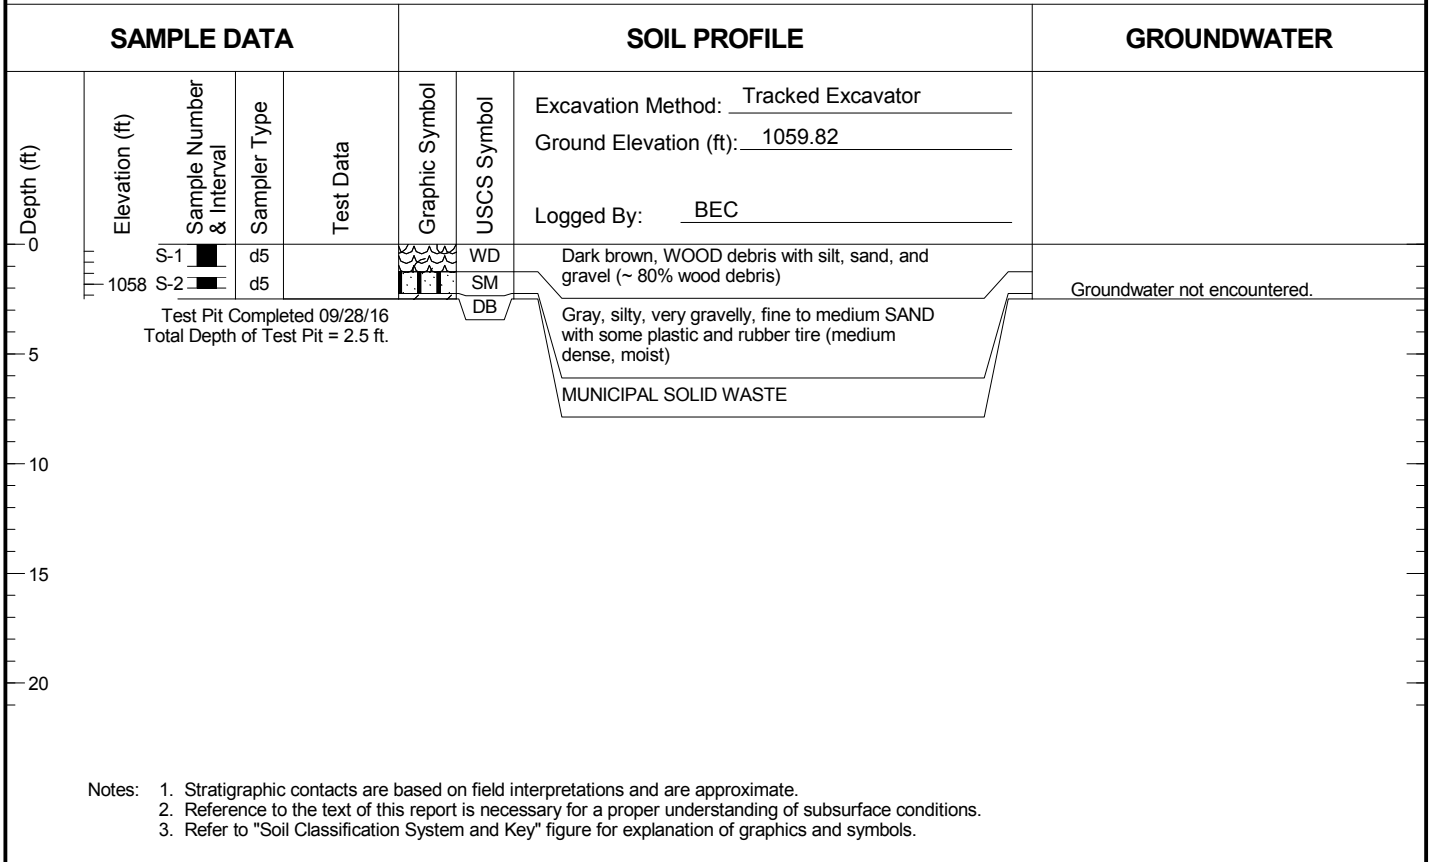 SAMPLE DATA
SOIL PROFILE
GROUNDWATER
Depth (ft)
Elevation (ft)
Sample Number
& Interval
Sampler Type
Test Data
Graphic Symbol
USCS Symbol
Excavation Method: Tracked Excavator
Ground Elevation (ft): 1059.82
Logged By: BEC
0
S-1 d5 WD
Dark brown, WOOD debris with silt, sand, and
gravel (~ 80% wood debris)
1058 S-2 d5 SM
Groundwater not encountered.
DB
Test Pit Completed 09/28/16
Total Depth of Test Pit = 2.5 ft.
Gray, silty, very gravelly, fine to medium SAND
with some plastic and rubber tire (medium
dense, moist)
5
MUNICIPAL SOLID WASTE
10
15
20
Notes: 1. Stratigraphic contacts are based on field interpretations and are approximate.
2. Reference to the text of this report is necessary for a proper understanding of subsurface conditions.
3. Refer to "Soil Classification System and Key" figure for explanation of graphics and symbols.